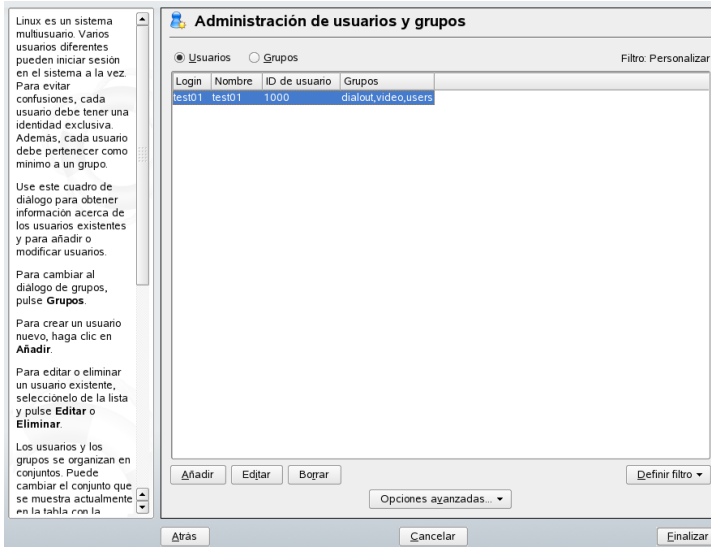 Linux es un sistema
multiusuario. Varios
usuarios diferentes
pueden iniciar sesión
en el sistema a la vez.
Para evitar
confusiones, cada
usuario debe tener una
identidad exclusiva.
Además, cada usuario
debe pertenecer como
mínimo a un grupo.
Use este cuadro de
diálogo para obtener
información acerca de
los usuarios existentes
y para añadir o
modificar usuarios.
Para cambiar al
diálogo de grupos,
pulse Grupos.
Para crear un usuario
nuevo, haga clic en
Añadir.
Para editar o eliminar
un usuario existente,
selecciónelo de la lista
y pulse Editar o
Eliminar.
Los usuarios y los
grupos se organizan en
conjuntos. Puede
cambiar el conjunto que
se muestra actualmente
en la tabla con la
Administración de usuarios y grupos
Usuarios Grupos Filtro: Personalizar
Login Nombre ID de usuario Grupos
test01 test01 1000 dialout,video,users
Añadir Editar Borrar Definir filtro
Opciones avanzadas...
Atrás Cancelar Finalizar